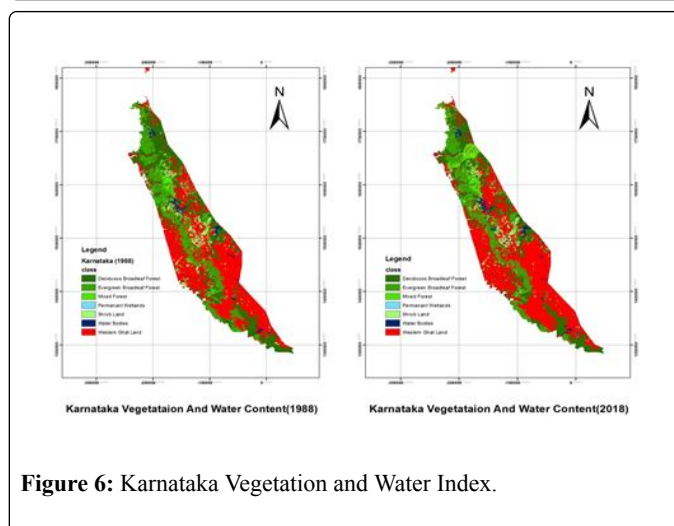 N
Legend
Karnataka (1988)
class
Deciduous Broadleaf Forest
Evergreen Broadleaf Forest
Mixed Forest
Permanent Wetlands
Shrub Land
Water Bodies
Western Ghat Land
Karnataka Vegetataion And Water Content(1988)
N
Legend
class
Deciduous Broadleaf Forest
Evergreen Broadleaf Forest
Mixed Forest
Permanent Wetlands
Shrub Land
Water Bodies
Western Ghat Land
Karnataka Vegetataion And Water Content(2018)
Figure 6: Karnataka Vegetation and Water Index.